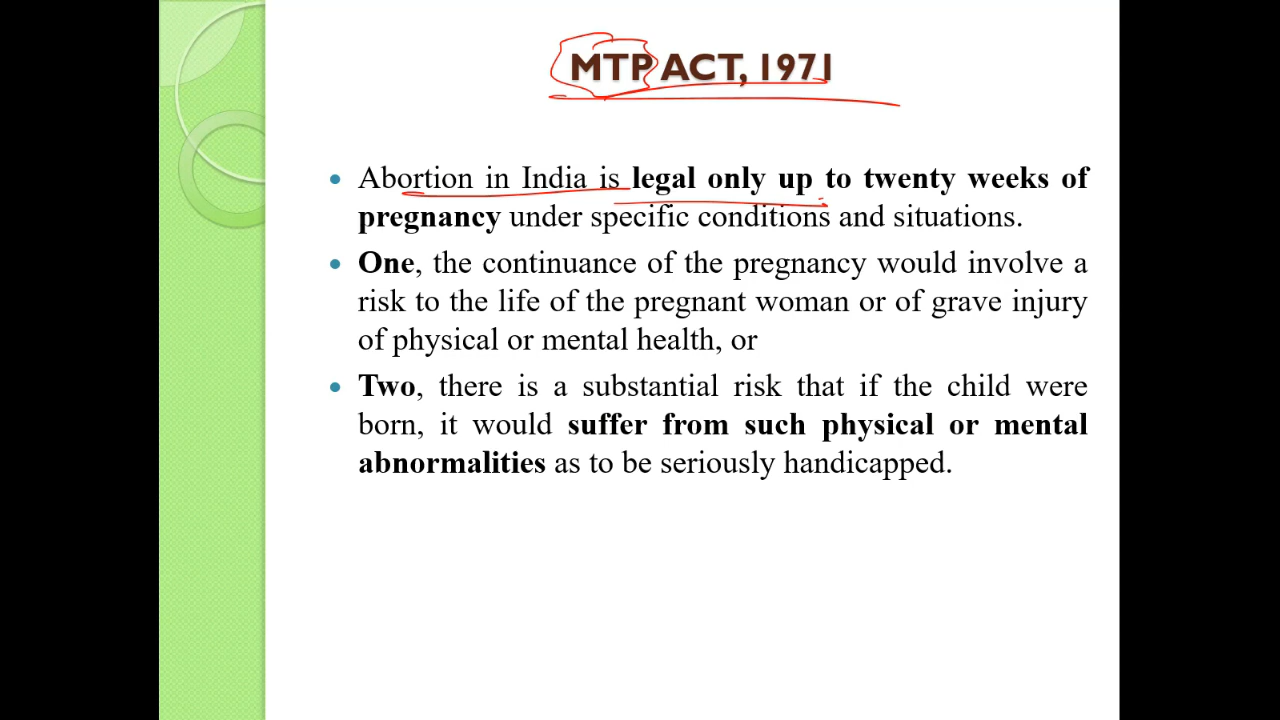 MTP ACT, 1971
• Abortion in India is legal only up to twenty weeks of
pregnancy under specific conditions and situations.
• One, the continuance of the pregnancy would involve a
risk to the life of the pregnant woman or of grave injury
of physical or mental health, or
• Two, there is a substantial risk that if the child were
born, it would suffer from such physical or mental
abnormalities as to be seriously handicapped.